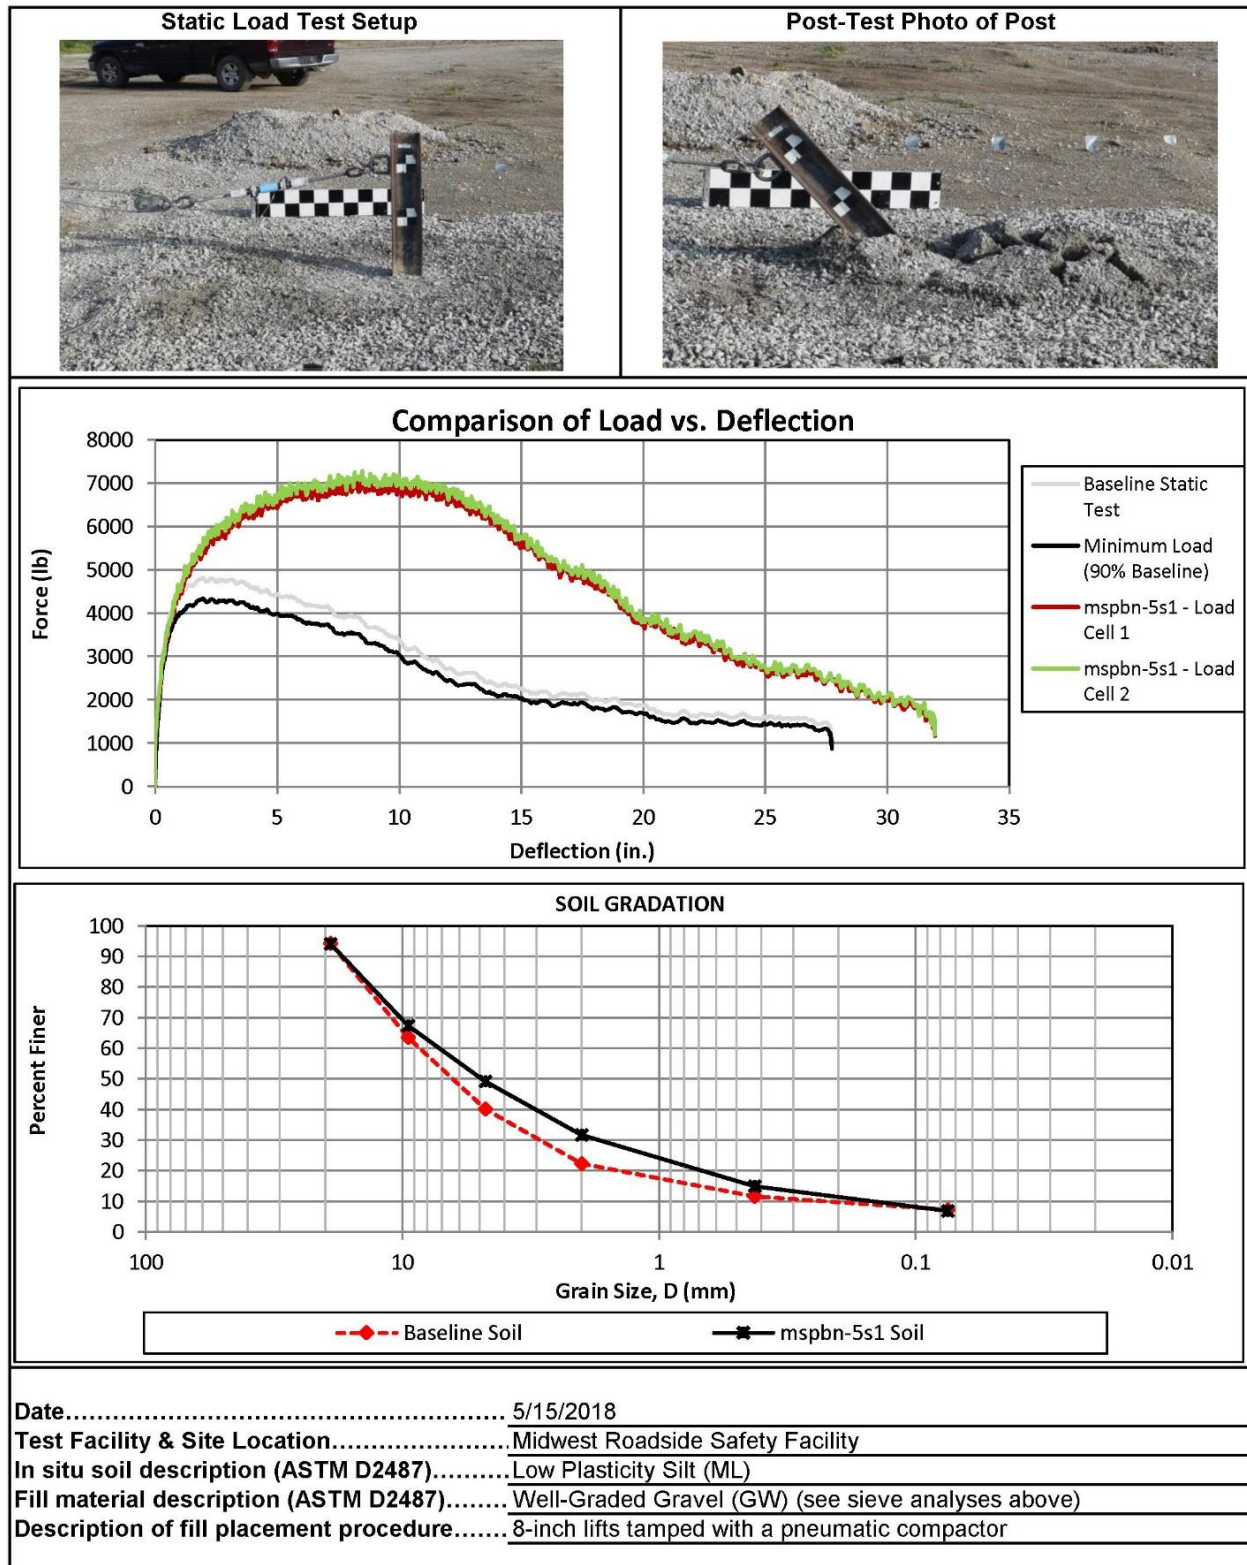 Static Load Test Setup
Post-Test Photo of Post
Comparison of Load vs. Deflection
8000
7000
6000
5000
4000
3000
2000
1000
0
Force (lb)
0 5 10 15 20 25 30 35
Deflection (in.)
Baseline Static
Test
Minimum Load
(90% Baseline)
mspbn-5s1 - Load
Cell 1
mspbn-5s1 - Load
Cell 2
SOIL GRADATION
100
90
80
70
60
50
40
30
20
10
0
Percent Finer
100 10 1 0.1 0.01
Grain Size, D (mm)
Baseline Soil mspbn-5s1 Soil
Date........................................................ 5/15/2018
Test Facility & Site Location....................... Midwest Roadside Safety Facility
In situ soil description (ASTM D2487).......... Low Plasticity Silt (ML)
Fill material description (ASTM D2487)........ Well-Graded Gravel (GW) (see sieve analyses above)
Description of fill placement procedure....... 8-inch lifts tamped with a pneumatic compactor